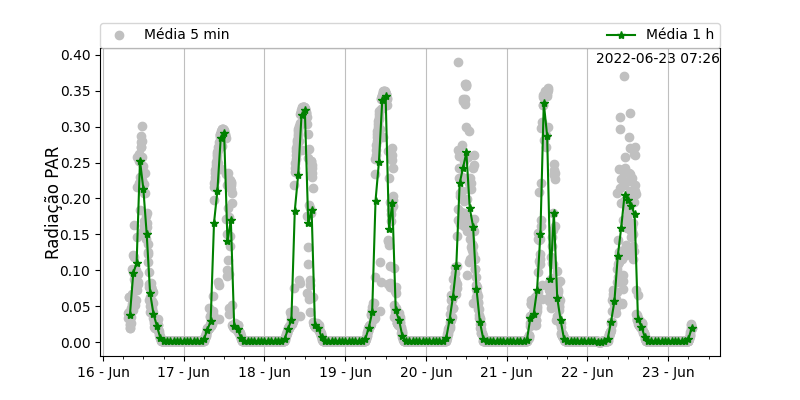 Média 5 min
Média 1 h
2022-06-23 07:26
Radiação PAR
0.40
0.35
0.30
0.25
0.20
0.15
0.10
0.05
0.00
16 - Jun
17 - Jun
18 - Jun
19 - Jun
20 - Jun
21 - Jun
22 - Jun
23 - Jun